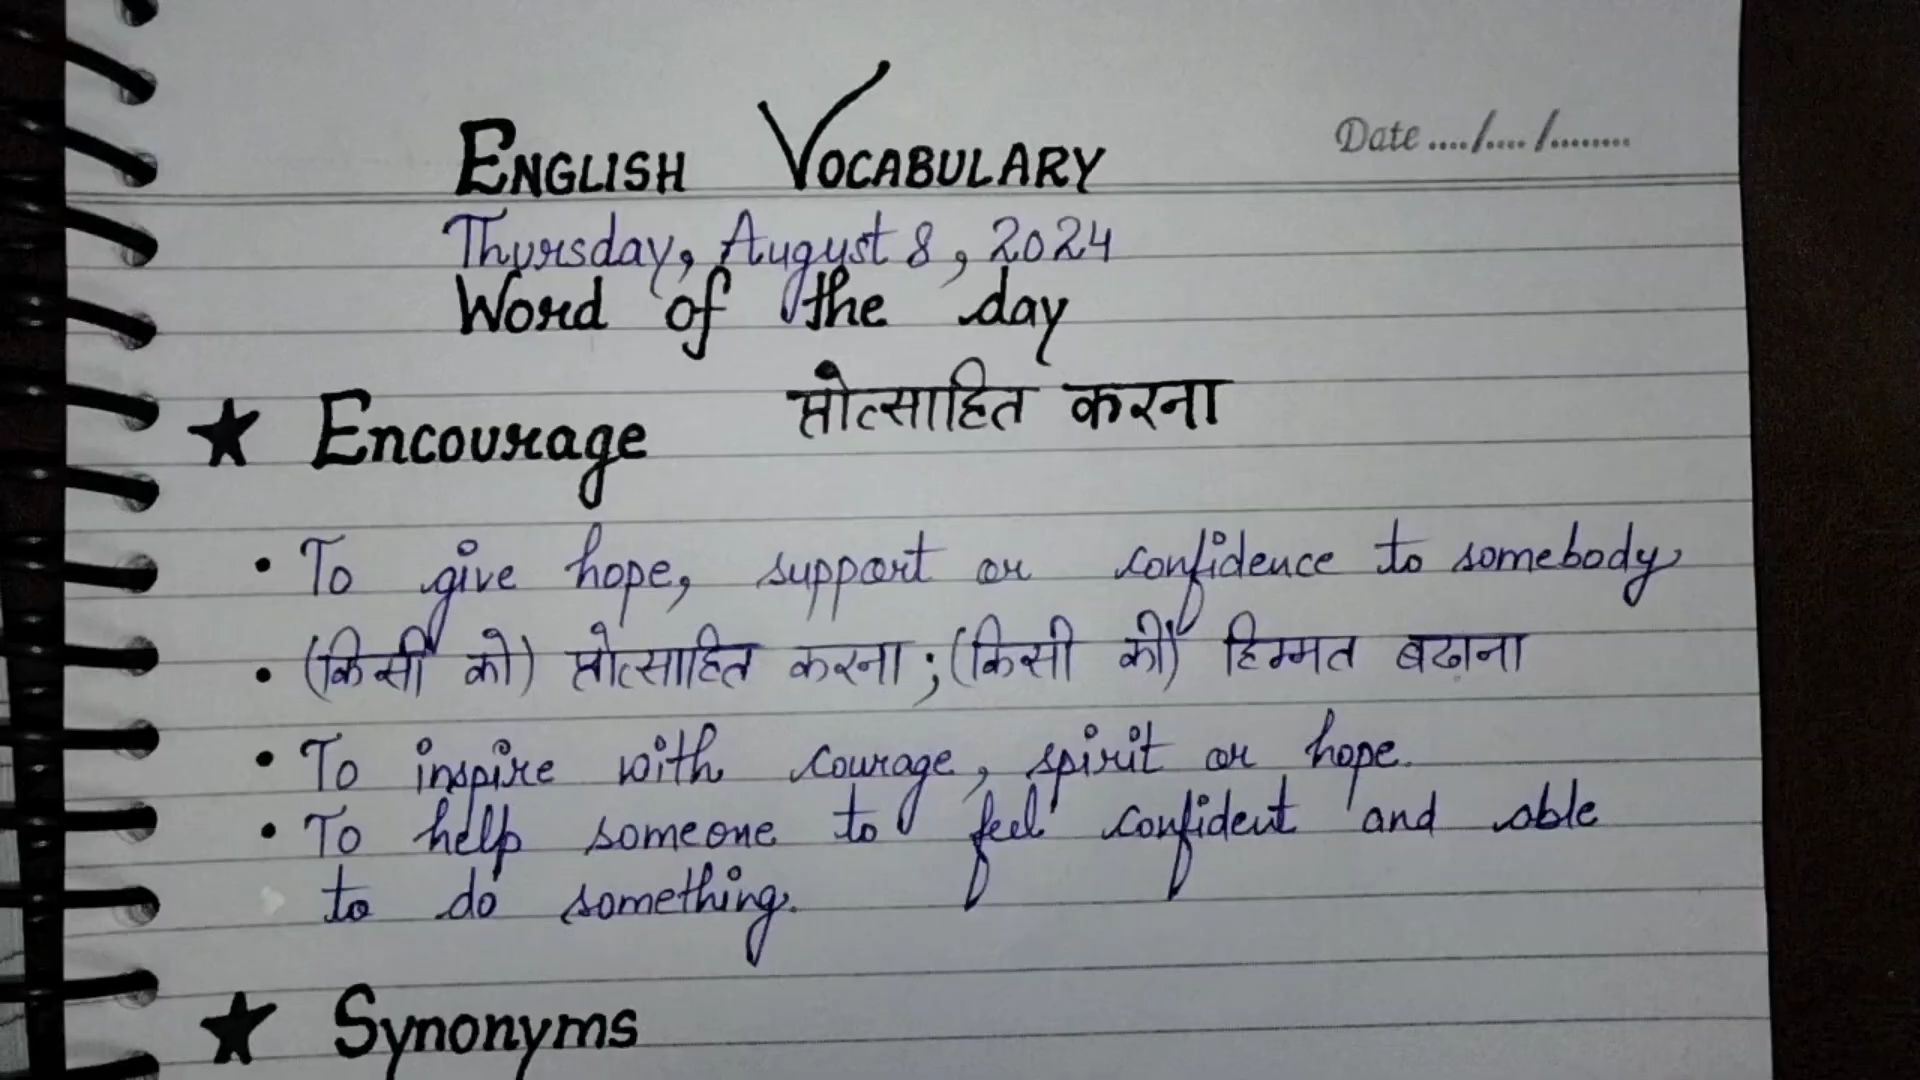 ENGLISH VOCABULARY
Date ..../..../........
Thursday, August 8, 2024
Word of the day
★ Encourage प्रोत्साहित करना
• To give hope, support or confidence to somebody
• (किसी को) प्रोत्साहित करना ; (किसी की) हिम्मत बढ़ाना
• To inspire with courage, spirit or hope.
• To help someone to feel confident and able
to do something.
★ Synonyms